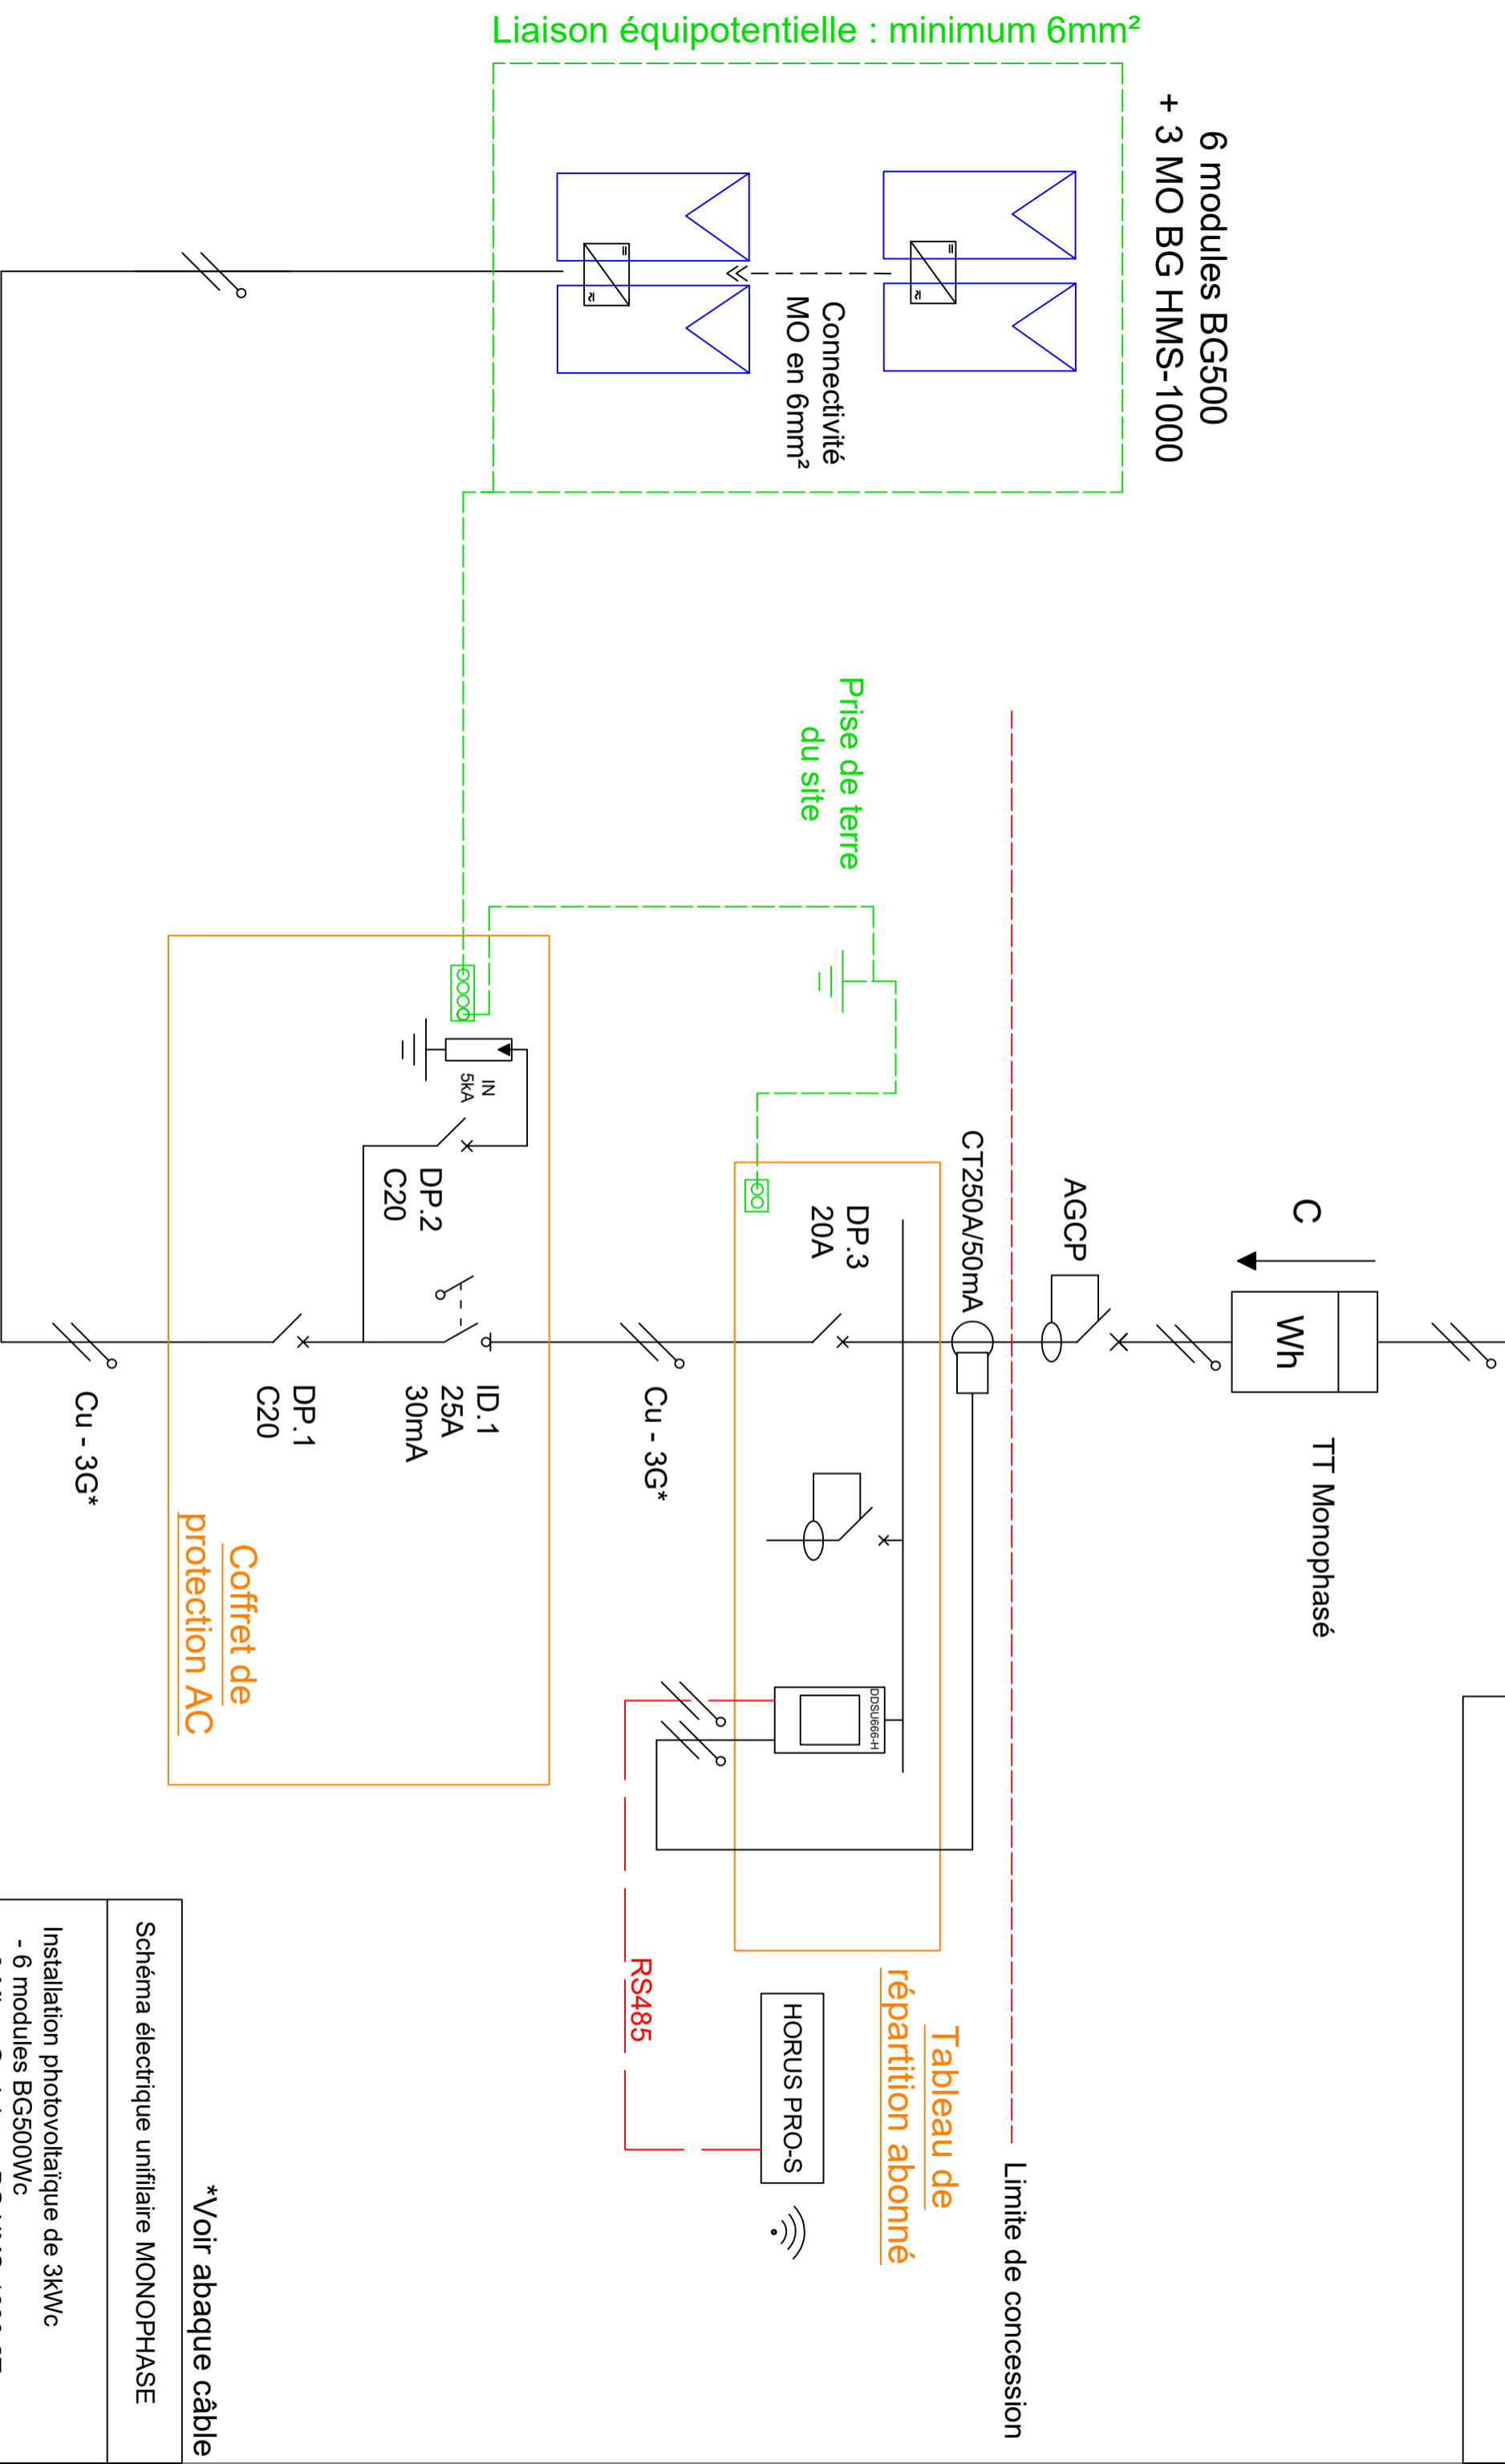 Liaison équipotentielle : minimum 6mm²
6 modules BG500
+ 3 MO BG HMS-1000
Connectivité
MO en 6mm²
Prise de terre
du site
C
Wh
TT Monophasé
AGCP
CT250A/50mA
DP.3
20A
DDSU666-H
IN
5kA
DP.2
C20
ID.1
25A
30mA
DP.1
C20
Cu - 3G*
Cu - 3G*
Coffret de
protection AC
Tableau de
répartition abonné
RS485
HORUS PRO-S
Limite de concession
*Voir abaque câble
Schéma électrique unifilaire MONOPHASE
Installation photovoltaïque de 3kWc
- 6 modules BG500Wc